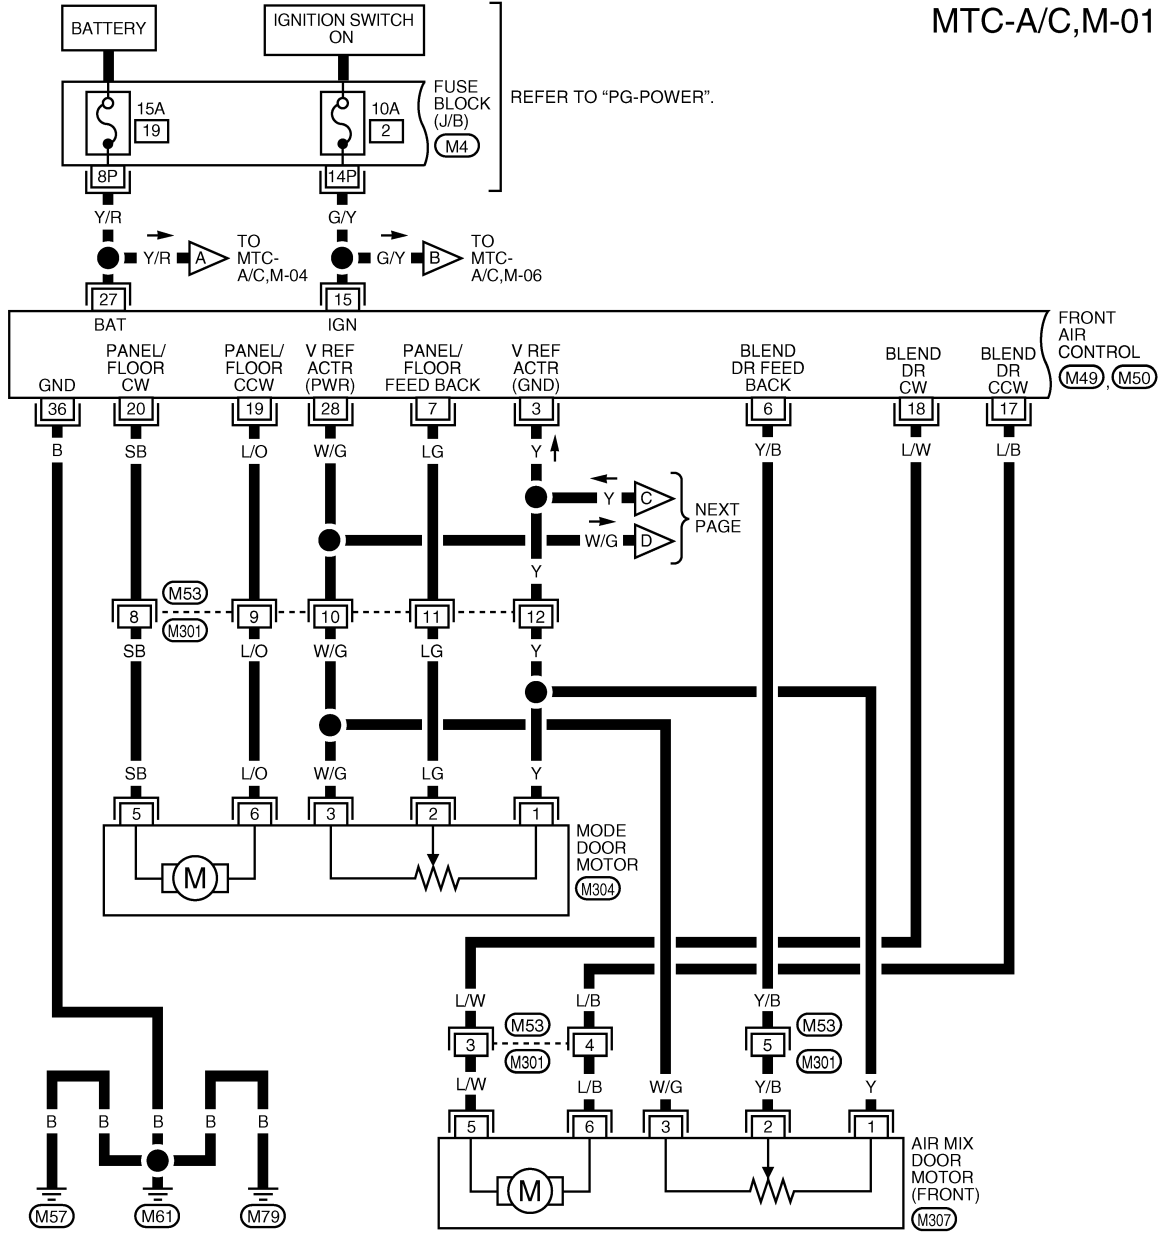 MTC-A/C,M-01
BATTERY
IGNITION SWITCH
ON
15A
19
10A
2
FUSE
BLOCK
(J/B)
M4
REFER TO “PG-POWER”.
8P
14P
Y/R
G/Y
Y/R
A
TO
MTC-
A/C,M-04
G/Y
B
TO
MTC-
A/C,M-06
27
15
BAT
IGN
FRONT
AIR
CONTROL
M49 , M50
GND
PANEL/
FLOOR
CW
PANEL/
FLOOR
CCW
V REF
ACTR
(PWR)
PANEL/
FLOOR
FEED BACK
V REF
ACTR
(GND)
BLEND
DR FEED
BACK
BLEND
DR
CW
BLEND
DR
CCW
36
20
19
28
7
3
6
18
17
B
SB
L/O
W/G
LG
Y
Y/B
L/W
L/B
Y
C
W/G
D
NEXT
PAGE
Y
M53
8
9
10
11
12
M301
SB
L/O
W/G
LG
Y
SB
L/O
W/G
LG
Y
5
6
3
2
1
M
MODE
DOOR
MOTOR
M304
L/W
L/B
Y/B
M53
M53
3
4
5
M301
M301
L/W
L/B
W/G
Y/B
Y
5
6
3
2
1
M
AIR MIX
DOOR
MOTOR
(FRONT)
M307
B
B
B
B
B
M57
M61
M79